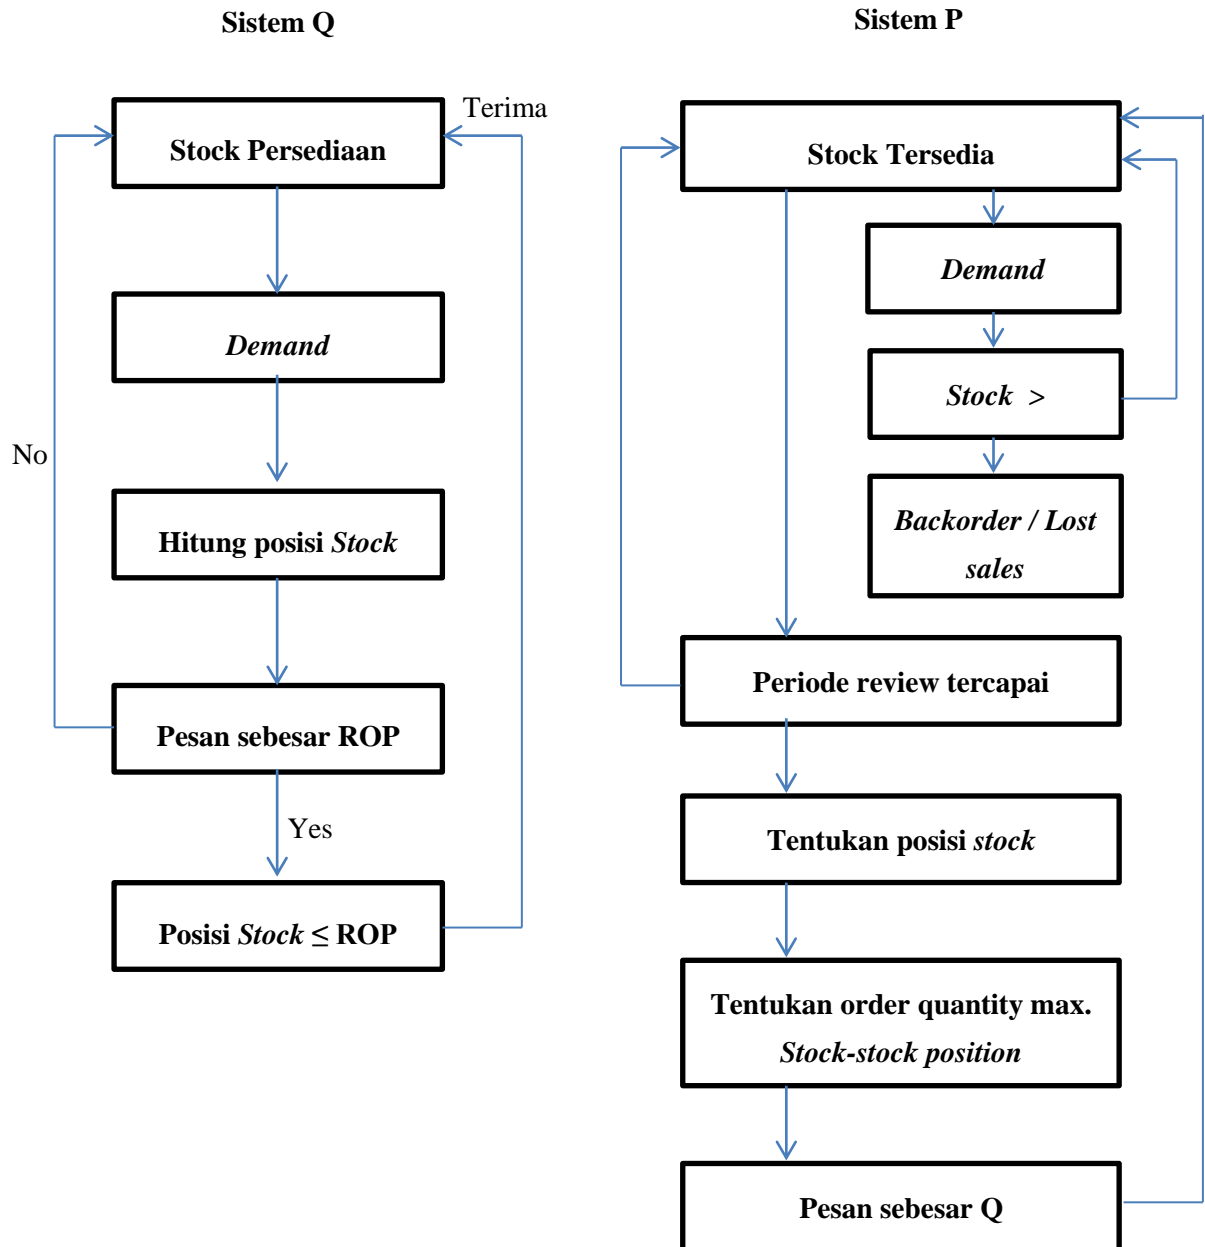 Sistem Q
Terima
Stock Persediaan
Demand
No
Hitung posisi Stock
Pesan sebesar ROP
Yes
Posisi Stock ≤ ROP
Sistem P
Stock Tersedia
Demand
Stock >
Backorder / Lost
sales
Periode review tercapai
Tentukan posisi stock
Tentukan order quantity max.
Stock-stock position
Pesan sebesar Q